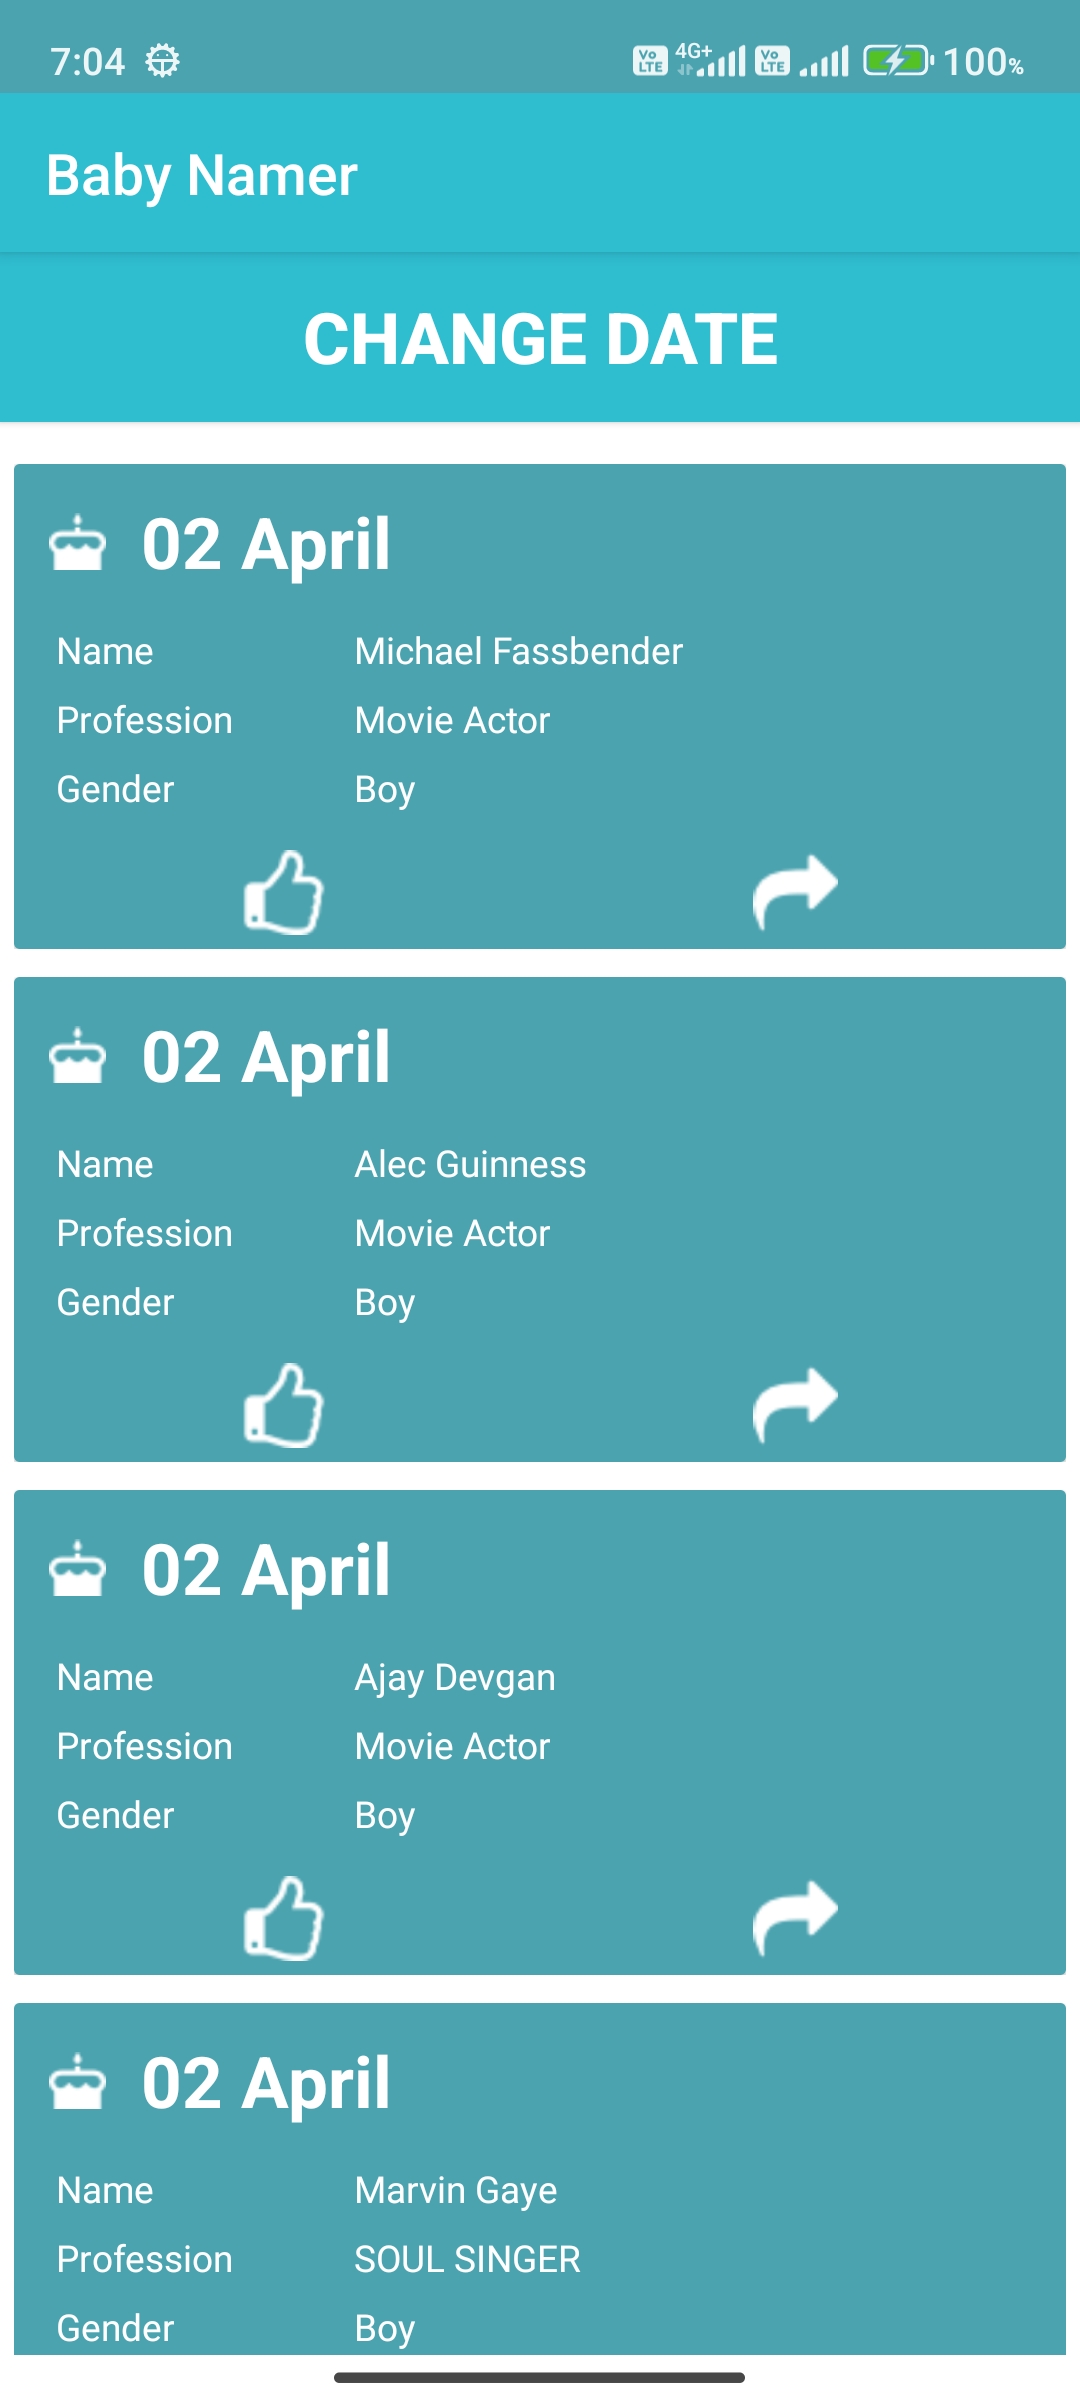 7:04 Vo LTE 4G+ Vo LTE 100%
Baby Namer
CHANGE DATE
02 April
Name Michael Fassbender
Profession Movie Actor
Gender Boy
02 April
Name Alec Guinness
Profession Movie Actor
Gender Boy
02 April
Name Ajay Devgan
Profession Movie Actor
Gender Boy
02 April
Name Marvin Gaye
Profession SOUL SINGER
Gender Boy